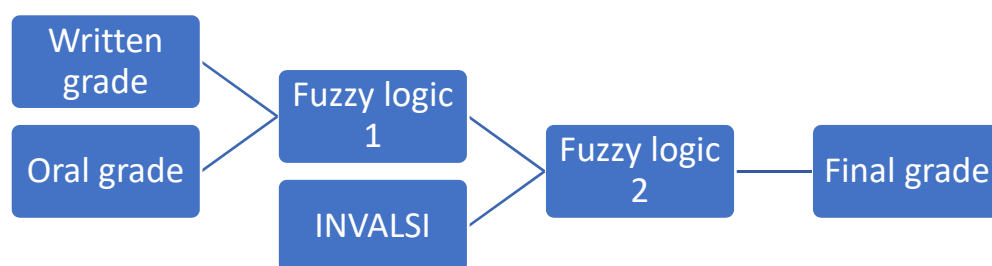 Written
grade
Oral grade
Fuzzy logic
1
INVALSI
Fuzzy logic
2
Final grade